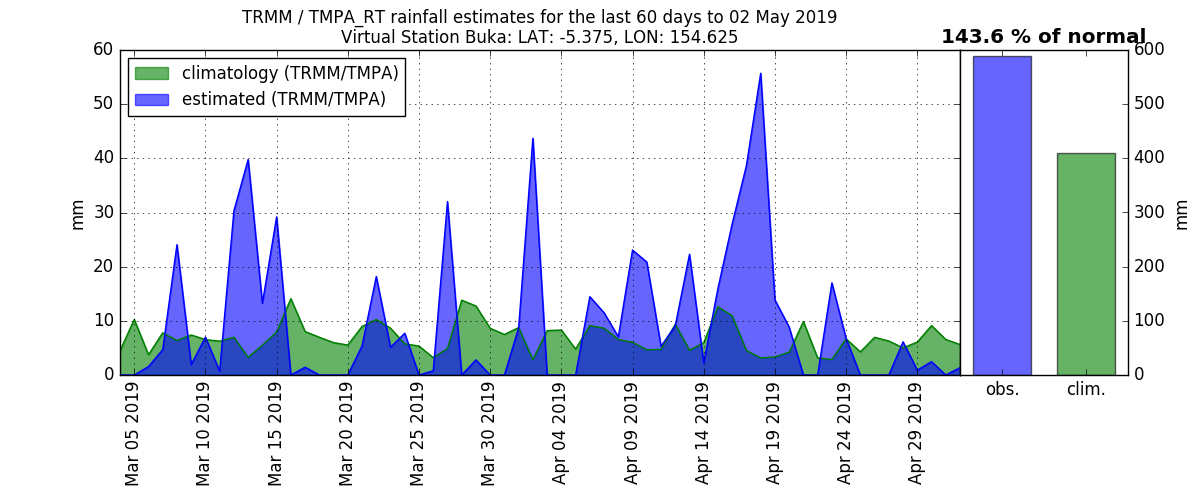 TRMM / TMPA_RT rainfall estimates for the last 60 days to 02 May 2019
Virtual Station Buka: LAT: -5.375, LON: 154.625
143.6 % of normal
climatology (TRMM/TMPA)
estimated (TRMM/TMPA)
60
50
40
30
20
10
0
mm
Mar 05 2019
Mar 10 2019
Mar 15 2019
Mar 20 2019
Mar 25 2019
Mar 30 2019
Apr 04 2019
Apr 09 2019
Apr 14 2019
Apr 19 2019
Apr 24 2019
Apr 29 2019
obs.
clim.
600
500
400
300
200
100
0
mm